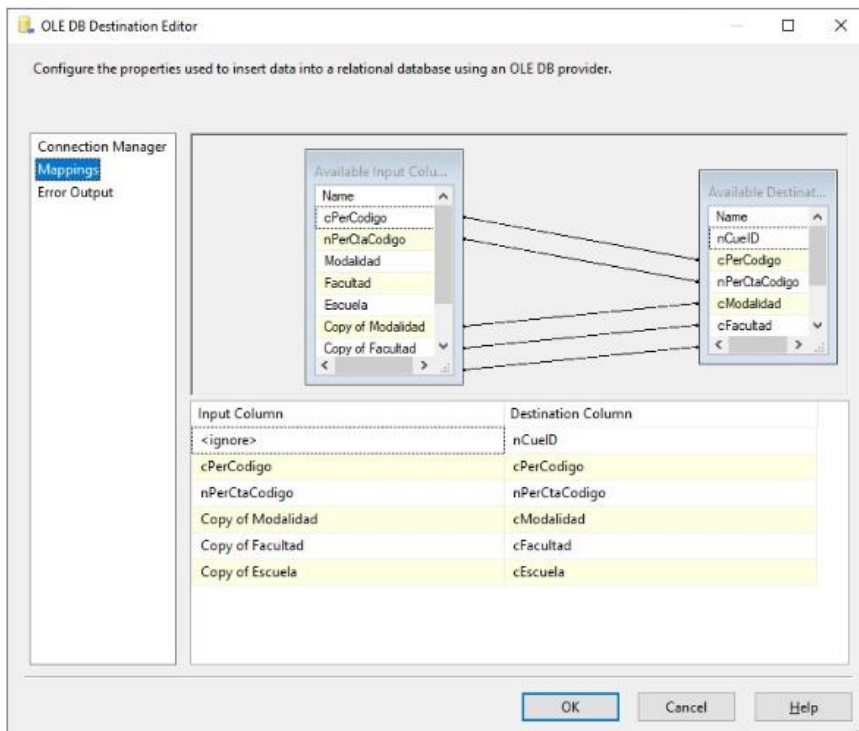 OLE DB Destination Editor
Configure the properties used to insert data into a relational database using an OLE DB provider.
Connection Manager
Mappings
Error Output
Available Input Colu...
Name
cPerCodigo
nPerCtaCodigo
Modalidad
Facultad
Escuela
Copy of Modalidad
Copy of Facultad
Available Destinat...
Name
nCueID
cPerCodigo
nPerCtaCodigo
cModalidad
cFacultad
Input Column Destination Column
<ignore> nCueID
cPerCodigo cPerCodigo
nPerCtaCodigo nPerCtaCodigo
Copy of Modalidad cModalidad
Copy of Facultad cFacultad
Copy of Escuela cEscuela
OK Cancel Help